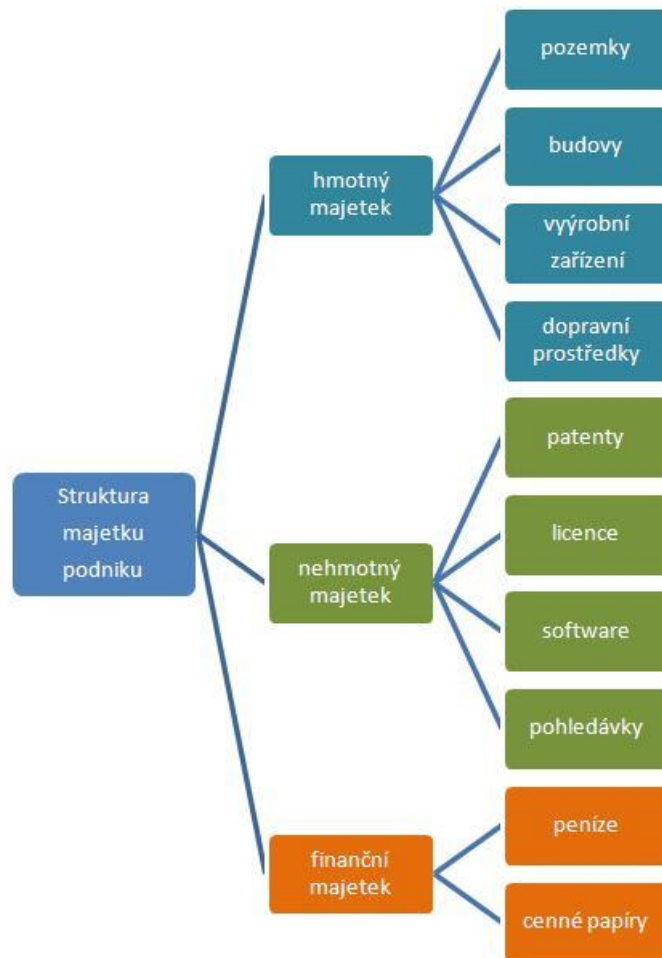 Struktura
majetku
podniku
hmotný
majetek
pozemky
budovy
vyýrobní
zařízení
dopravní
prostředky
nehmotný
majetek
patenty
licence
software
pohledávky
finanční
majetek
peníze
cenné papíry